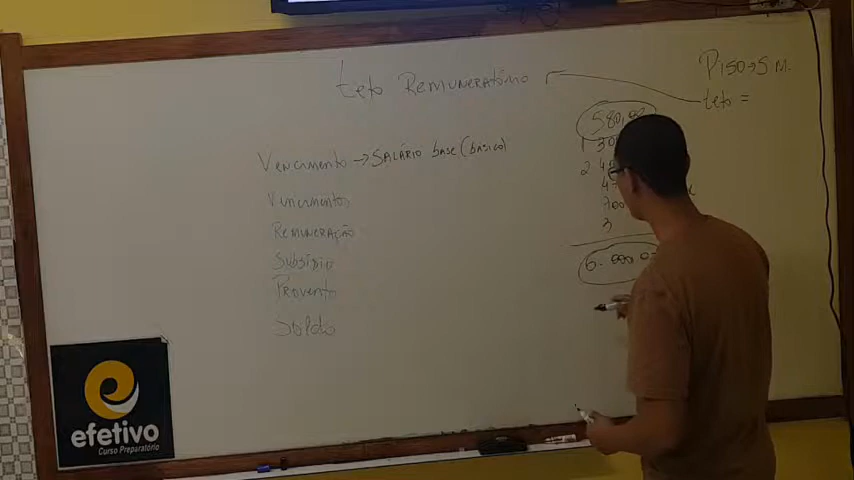 teto Remuneratório
Piso → S M.
teto =
580,00
Vencimento → Salário base (básico)
Vencimentos
Remuneração
Subsídio
Provento
Soldo
efetivo
Curso Preparatório